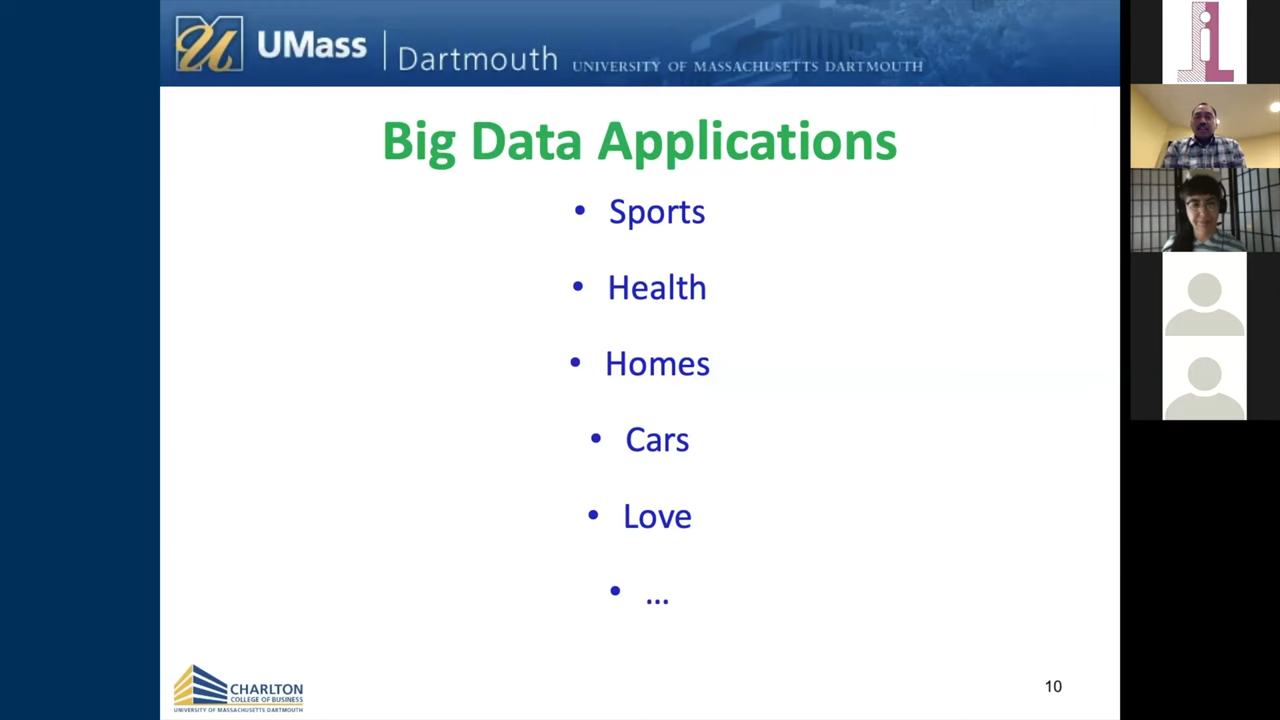 UMass
Dartmouth
UNIVERSITY OF MASSACHUSETTS DARTMOUTH
Big Data Applications
• Sports
• Health
• Homes
• Cars
• Love
• ...
CHARLTON
COLLEGE OF BUSINESS
UNIVERSITY OF MASSACHUSETTS DARTMOUTH
10